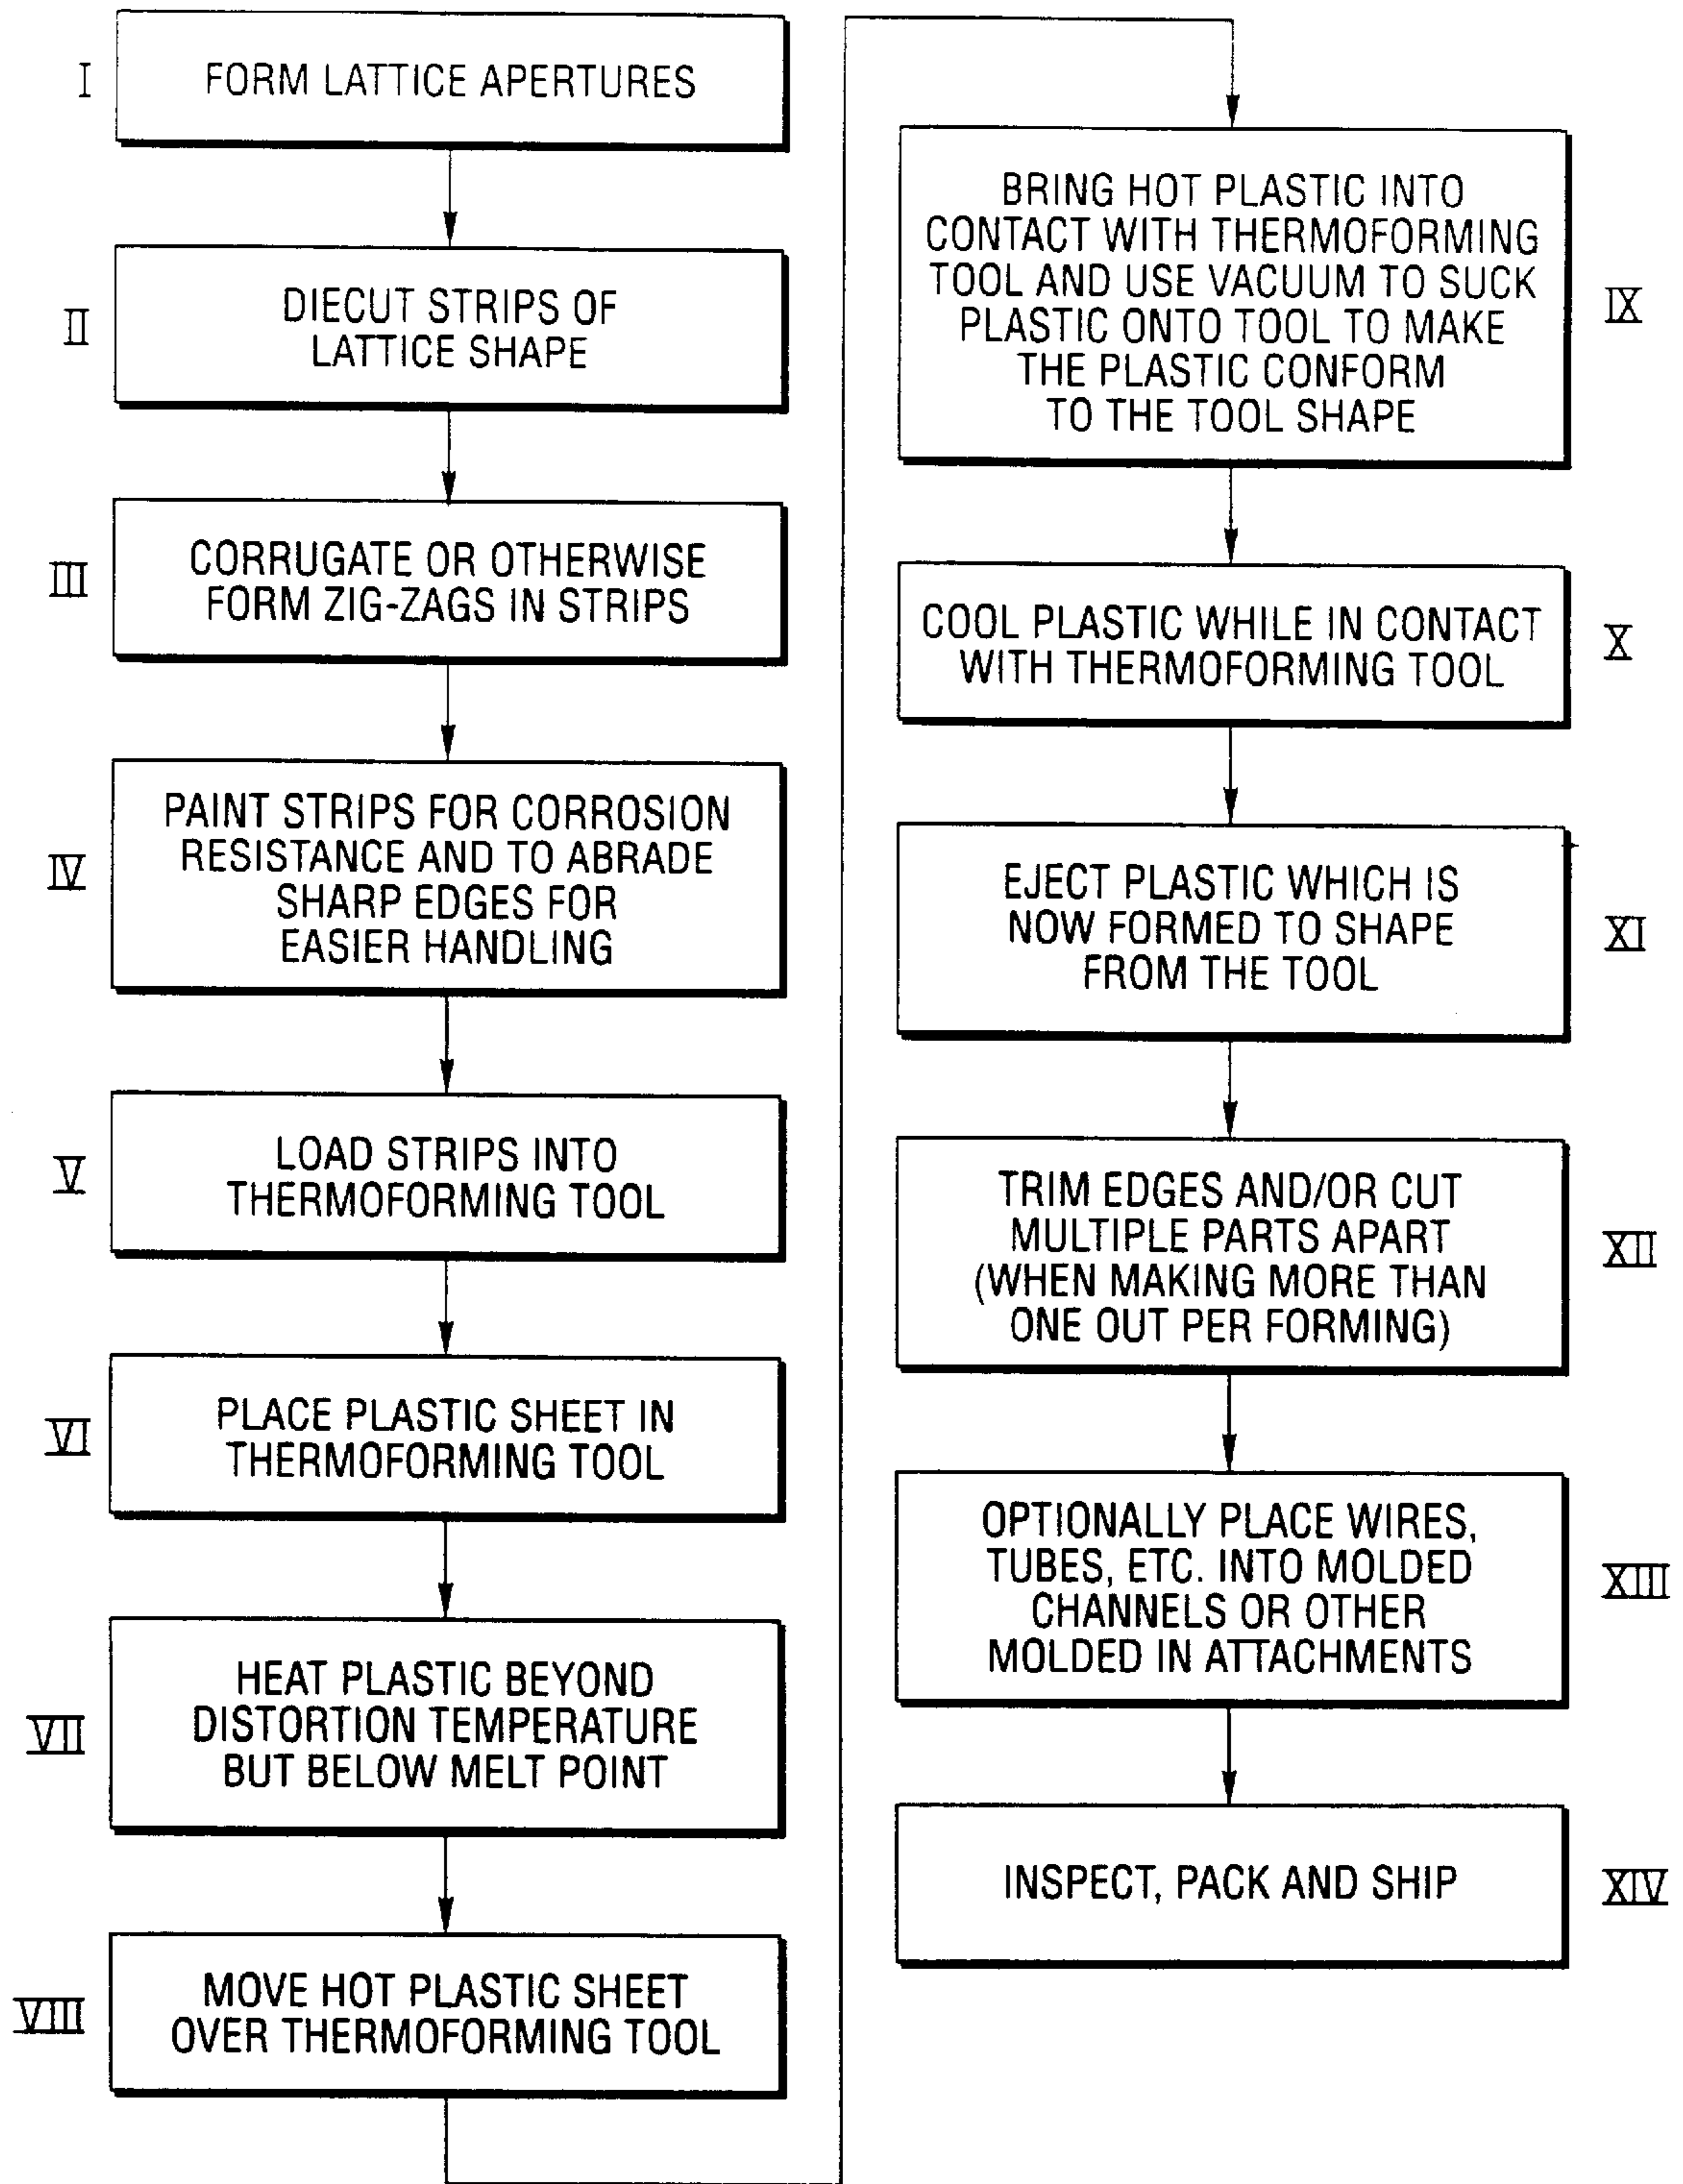 I
FORM LATTICE APERTURES
II
DIECUT STRIPS OF
LATTICE SHAPE
III
CORRUGATE OR OTHERWISE
FORM ZIG-ZAGS IN STRIPS
IV
PAINT STRIPS FOR CORROSION
RESISTANCE AND TO ABRADE
SHARP EDGES FOR
EASIER HANDLING
V
LOAD STRIPS INTO
THERMOFORMING TOOL
VI
PLACE PLASTIC SHEET IN
THERMOFORMING TOOL
VII
HEAT PLASTIC BEYOND
DISTORTION TEMPERATURE
BUT BELOW MELT POINT
VIII
MOVE HOT PLASTIC SHEET
OVER THERMOFORMING TOOL
BRING HOT PLASTIC INTO
CONTACT WITH THERMOFORMING
TOOL AND USE VACUUM TO SUCK
PLASTIC ONTO TOOL TO MAKE
THE PLASTIC CONFORM
TO THE TOOL SHAPE
IX
COOL PLASTIC WHILE IN CONTACT
WITH THERMOFORMING TOOL
X
EJECT PLASTIC WHICH IS
NOW FORMED TO SHAPE
FROM THE TOOL
XI
TRIM EDGES AND/OR CUT
MULTIPLE PARTS APART
(WHEN MAKING MORE THAN
ONE OUT PER FORMING)
XII
OPTIONALLY PLACE WIRES,
TUBES, ETC. INTO MOLDED
CHANNELS OR OTHER
MOLDED IN ATTACHMENTS
XIII
INSPECT, PACK AND SHIP
XIV